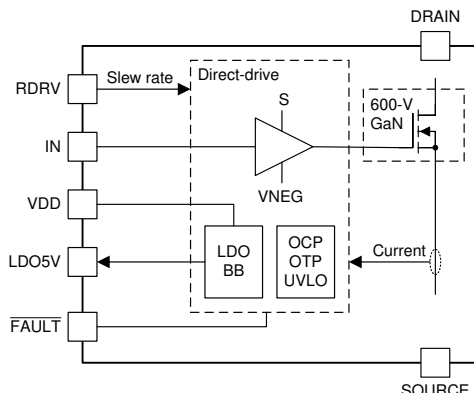 DRAIN
RDRV
Slew rate
Direct-drive
600-V
GaN
S
IN
VNEG
VDD
LDO5V
LDO
BB
OCP
OTP
UVLO
Current
FAULT
SOURCE